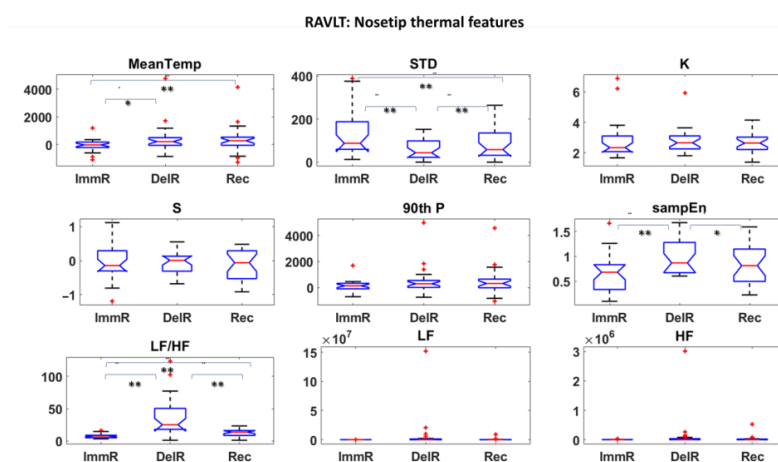 RAVLT: Nosetip thermal features
MeanTemp STD K
4000
2000
0
**
*
ImmR DelR Rec
400
200
0
**
** **
ImmR DelR Rec
6
4
2
ImmR DelR Rec
S 90th P sampEn
1
0
-1
ImmR DelR Rec
4000
2000
0
ImmR DelR Rec
1.5
1
0.5
** *
ImmR DelR Rec
LF/HF LF HF
100
50
0
**
** **
ImmR DelR Rec
×10^7
15
10
5
0
ImmR DelR Rec
×10^6
3
2
1
0
ImmR DelR Rec